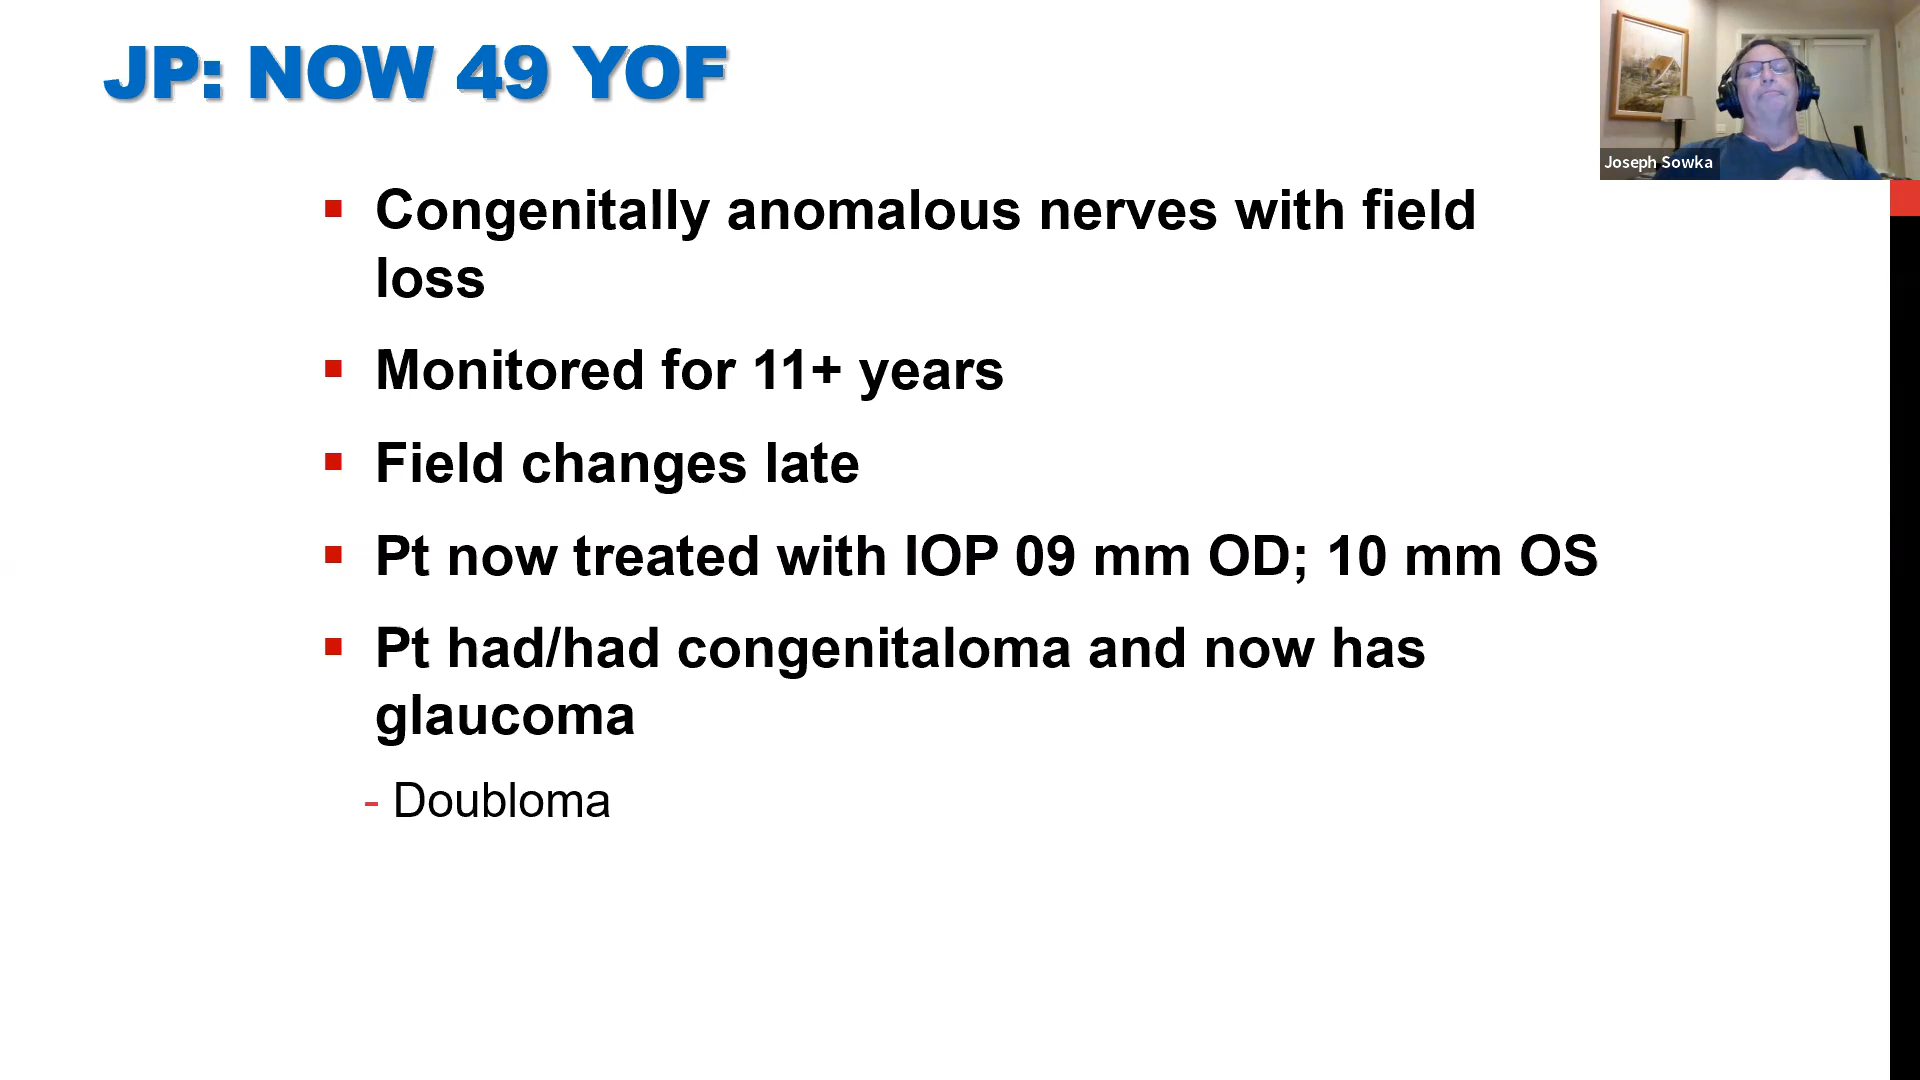 JP: NOW 49 YOF
Joseph Sowka
▪ Congenitally anomalous nerves with field
loss
▪ Monitored for 11+ years
▪ Field changes late
▪ Pt now treated with IOP 09 mm OD; 10 mm OS
▪ Pt had/had congenitaloma and now has
glaucoma
- Doubloma